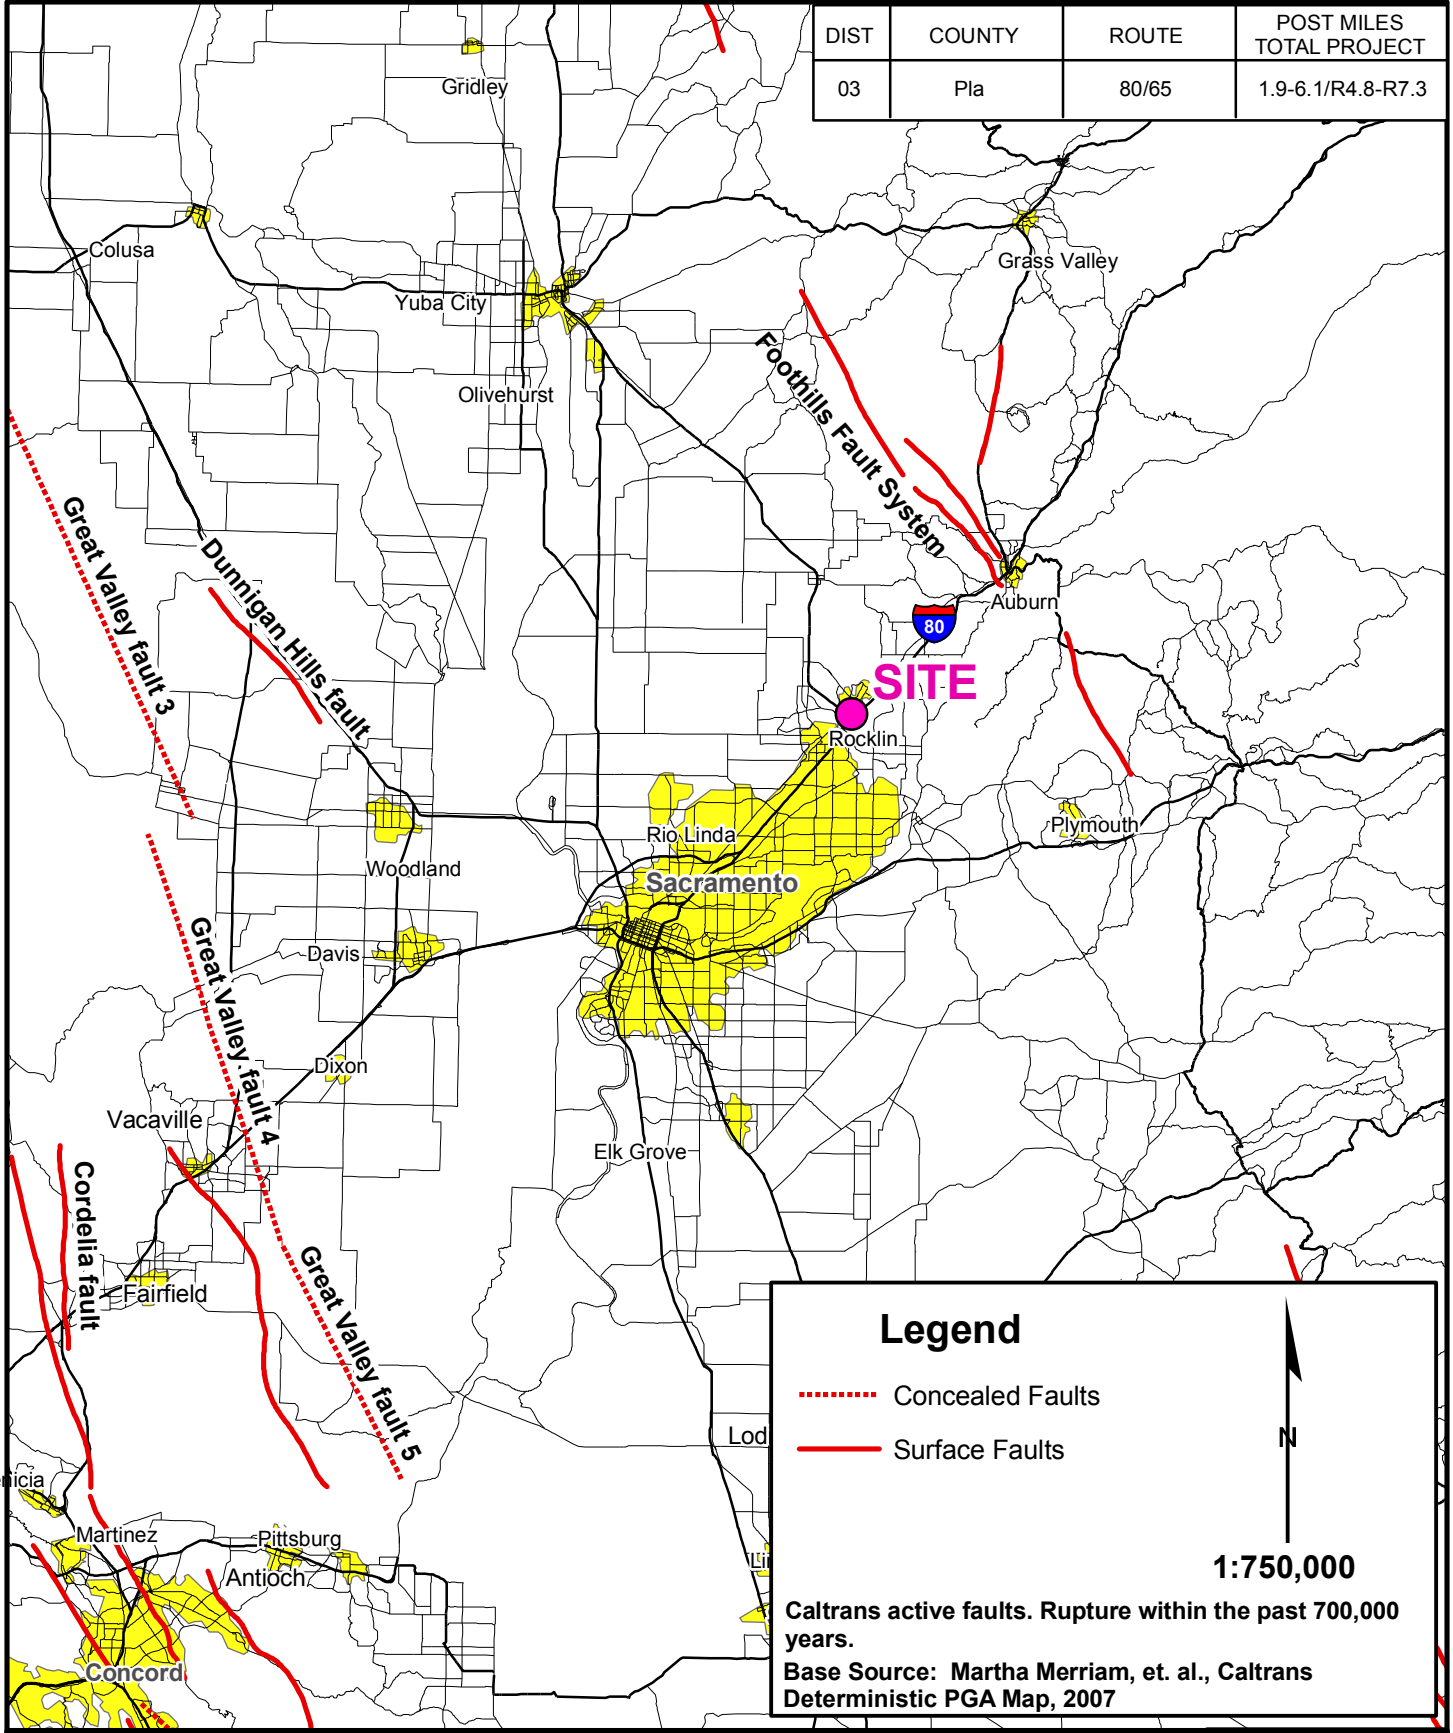 DIST COUNTY ROUTE POST MILES
TOTAL PROJECT
03 Pla 80/65 1.9-6.1/R4.8-R7.3
Gridley
Colusa
Grass Valley
Yuba City
Olivehurst
Foothills Fault System
Great Valley fault 3
Dunnigan Hills fault
Auburn
80
SITE
Rocklin
Plymouth
Rio Linda
Woodland
Sacramento
Davis
Great Valley fault 4
Dixon
Vacaville
Elk Grove
Cordelia fault
Fairfield
Great Valley fault 5
Lod
nicia
Martinez
Pittsburg
Antioch
Li
Concord
Legend
Concealed Faults
Surface Faults
N
1:750,000
Caltrans active faults. Rupture within the past 700,000
years.
Base Source: Martha Merriam, et. al., Caltrans
Deterministic PGA Map, 2007